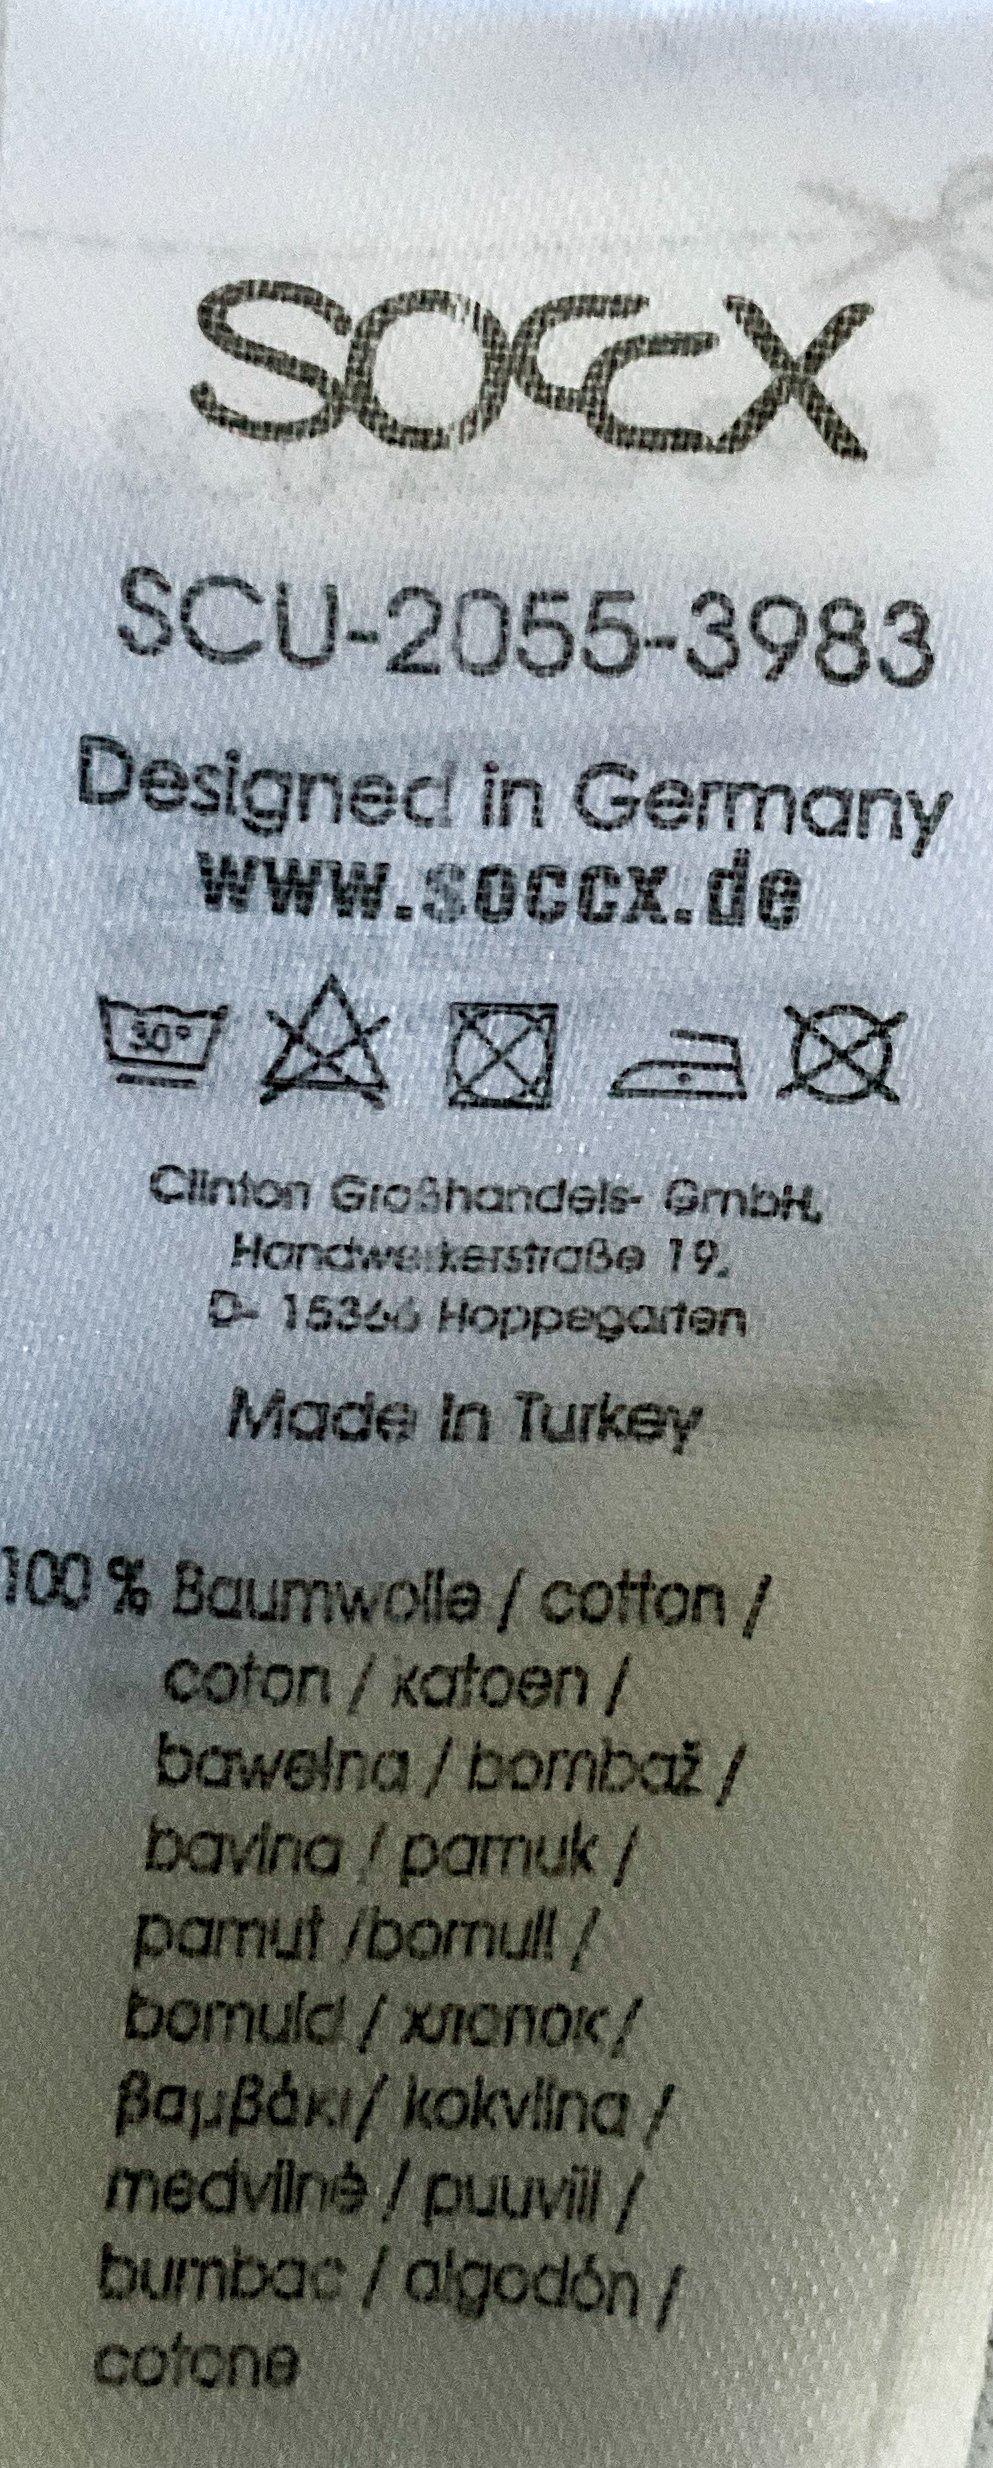 SOCCX
SCU-2055-3983
Designed in Germany
www.soccx.de
30°
Clinton Großhandels- GmbH,
Handwerkerstraße 19,
D- 15366 Hoppegarten
Made In Turkey
100 % Baumwolle / cotton /
coton / katoen /
bawełna / bombaž /
bavlna / pamuk /
pamut /bomull /
bomuld / хлопок /
βαμβάκι/ kokvilna /
medvilnė / puuvill /
bumbac / algodón /
cotone